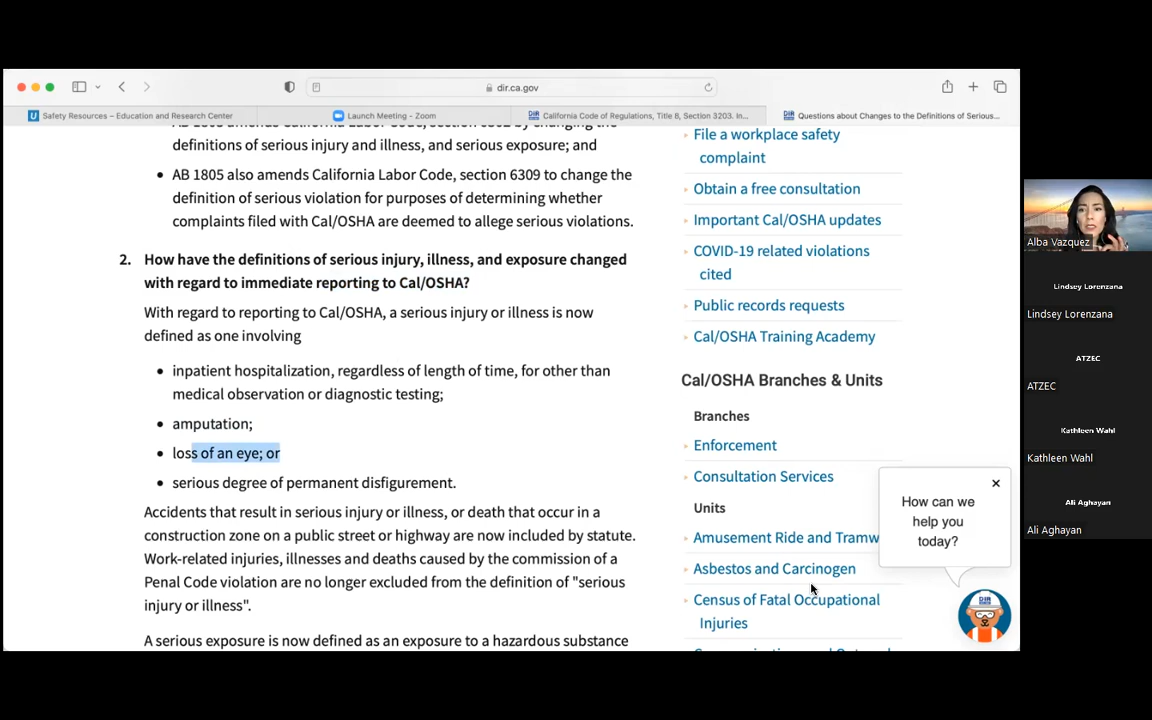 dir.ca.gov
Safety Resources – Education and Research Center
Launch Meeting - Zoom
California Code of Regulations, Title 8, Section 3203. In...
Questions about Changes to the Definitions of Serious...
AB 1805 amends California Labor Code, section 6302 by changing the
definitions of serious injury and illness, and serious exposure; and
AB 1805 also amends California Labor Code, section 6309 to change the
definition of serious violation for purposes of determining whether
complaints filed with Cal/OSHA are deemed to allege serious violations.
2. How have the definitions of serious injury, illness, and exposure changed
with regard to immediate reporting to Cal/OSHA?
With regard to reporting to Cal/OSHA, a serious injury or illness is now
defined as one involving
inpatient hospitalization, regardless of length of time, for other than
medical observation or diagnostic testing;
amputation;
loss of an eye; or
serious degree of permanent disfigurement.
Accidents that result in serious injury or illness, or death that occur in a
construction zone on a public street or highway are now included by statute.
Work-related injuries, illnesses and deaths caused by the commission of a
Penal Code violation are no longer excluded from the definition of "serious
injury or illness".
A serious exposure is now defined as an exposure to a hazardous substance
File a workplace safety
complaint
Obtain a free consultation
Important Cal/OSHA updates
COVID-19 related violations
cited
Public records requests
Cal/OSHA Training Academy
Cal/OSHA Branches & Units
Branches
Enforcement
Consultation Services
Units
Amusement Ride and Tramw
Asbestos and Carcinogen
Census of Fatal Occupational
Injuries
How can we
help you
today?
DIR
Alba Vazquez
Lindsey Lorenzana
Lindsey Lorenzana
ATZEC
ATZEC
Kathleen Wahl
Kathleen Wahl
Ali Aghayan
Ali Aghayan